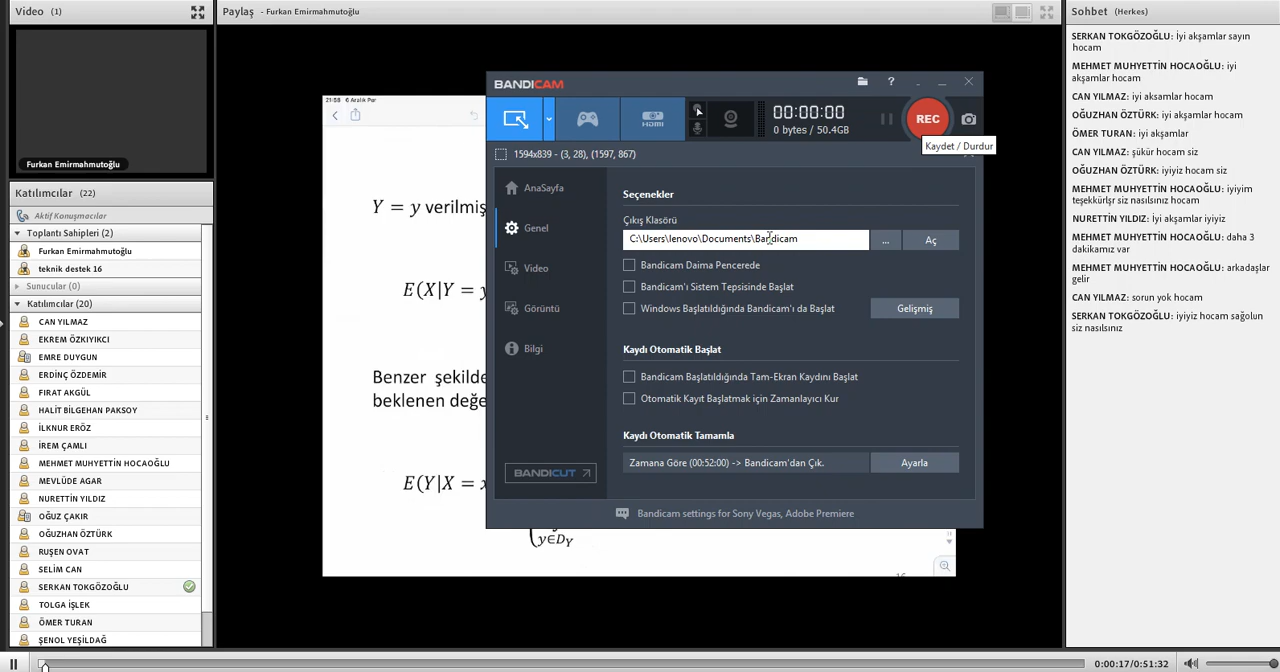 Video (1)
Furkan Emirmahmutoğlu
Katılımcılar (22)
Aktif Konuşmacılar
Toplantı Sahipleri (2)
Furkan Emirmahmutoğlu
teknik destek 16
Sunucular (0)
Katılımcılar (20)
CAN YILMAZ
EKREM ÖZKIYIKCI
EMRE DUYGUN
ERDİNÇ ÖZDEMİR
FIRAT AKGÜL
HALİT BİLGEHAN PAKSOY
İLKNUR ERÖZ
İREM ÇAMLI
MEHMET MUHYETTİN HOCAOĞLU
MEVLÜDE AGAR
NURETTİN YILDIZ
OĞUZ ÇAKIR
OĞUZHAN ÖZTÜRK
RUŞEN OVAT
SELİM CAN
SERKAN TOKGÖZOĞLU
TOLGA İŞLEK
ÖMER TURAN
ŞENOL YEŞİLDAĞ
Paylaş - Furkan Emirmahmutoğlu
21:58 6 Aralık Paz
Y = y verilmiş
E(X|Y = y
Benzer şekilde
beklenen değe
E(Y|X = x
y∈D_Y
BANDICAM
HDMI
00:00:00
0 bytes / 50.4GB
REC
Kaydet / Durdur
1594x839 - (3, 28), (1597, 867)
AnaSayfa
Genel
Video
Görüntü
Bilgi
BANDICUT
Seçenekler
Çıkış Klasörü
C:\Users\lenovo\Documents\Bandicam
...
Aç
Bandicam Daima Pencerede
Bandicam'ı Sistem Tepsisinde Başlat
Windows Başlatıldığında Bandicam'ı da Başlat
Gelişmiş
Kaydı Otomatik Başlat
Bandicam Başlatıldığında Tam-Ekran Kaydını Başlat
Otomatik Kayıt Başlatmak için Zamanlayıcı Kur
Kaydı Otomatik Tamamla
Zamana Göre (00:52:00) -> Bandicam'dan Çık.
Ayarla
Bandicam settings for Sony Vegas, Adobe Premiere
Sohbet (Herkes)
SERKAN TOKGÖZOĞLU: İyi akşamlar sayın
hocam
MEHMET MUHYETTİN HOCAOĞLU: iyi
akşamlar hocam
CAN YILMAZ: iyi aksamlar hocam
OĞUZHAN ÖZTÜRK: iyi akşamlar hocam
ÖMER TURAN: iyi akşamlar
CAN YILMAZ: şükür hocam siz
OĞUZHAN ÖZTÜRK: iyiyiz hocam siz
MEHMET MUHYETTİN HOCAOĞLU: iyiyim
teşekkülrşr siz nasılsınız hocam
NURETTİN YILDIZ: İyi akşamlar iyiyiz
MEHMET MUHYETTİN HOCAOĞLU: daha 3
dakikamız var
MEHMET MUHYETTİN HOCAOĞLU: arkadaşlar
gelir
CAN YILMAZ: sorun yok hocam
SERKAN TOKGÖZOĞLU: iyiyiz hocam sağolun
siz nasılsınız
0:00:17/0:51:32